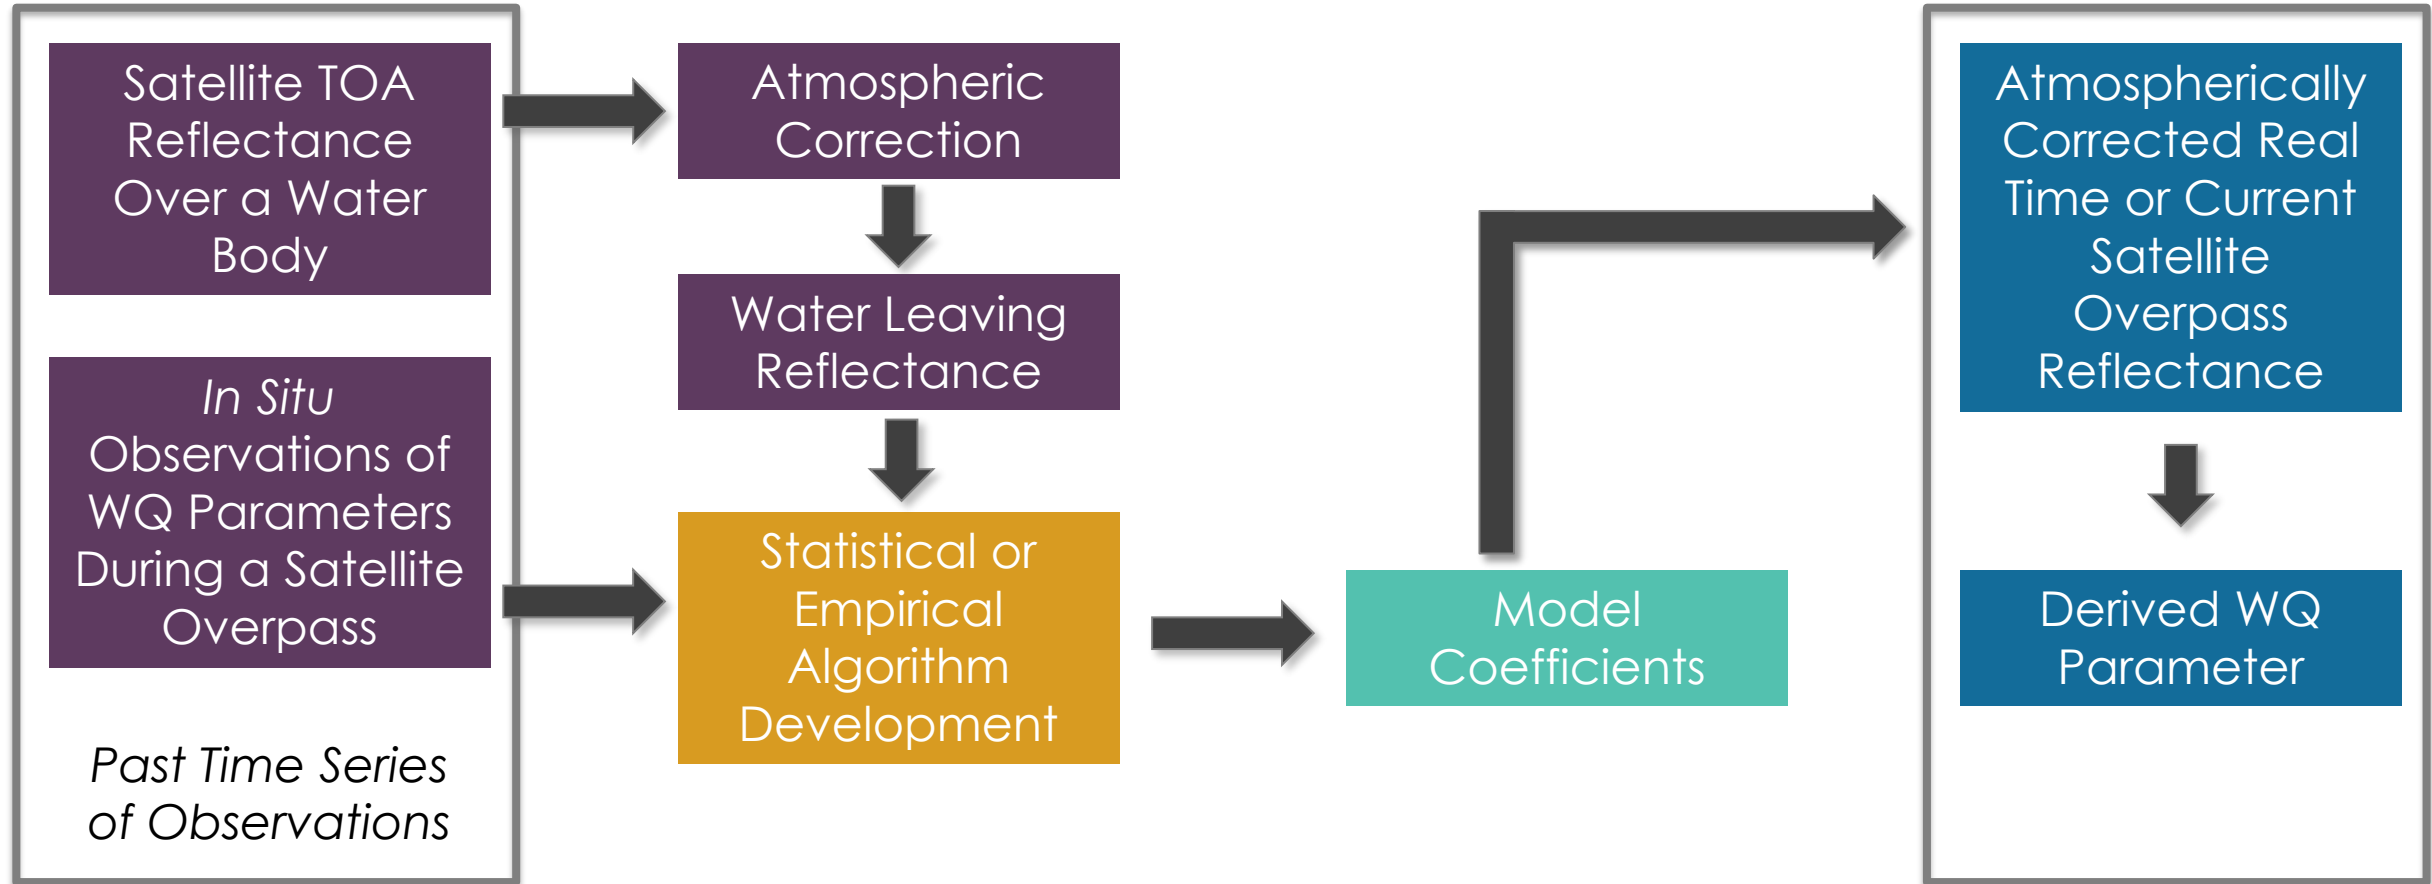 Satellite TOA
Reflectance
Over a Water
Body
In Situ
Observations of
WQ Parameters
During a Satellite
Overpass
Past Time Series
of Observations
Atmospheric
Correction
Water Leaving
Reflectance
Statistical or
Empirical
Algorithm
Development
Model
Coefficients
Atmospherically
Corrected Real
Time or Current
Satellite
Overpass
Reflectance
Derived WQ
Parameter